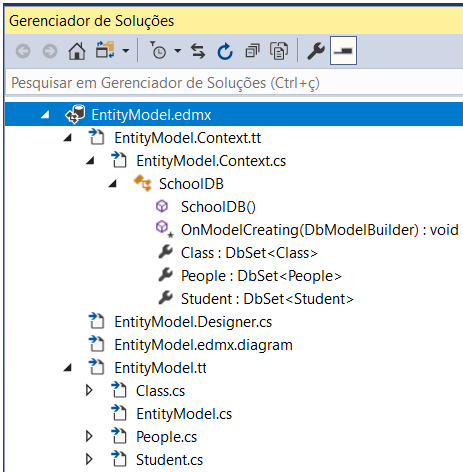 Gerenciador de Soluções
Pesquisar em Gerenciador de Soluções (Ctrl+ç)
EntityModel.edmx
EntityModel.Context.tt
EntityModel.Context.cs
SchoolDB
SchoolDB()
OnModelCreating(DbModelBuilder) : void
Class : DbSet<Class>
People : DbSet<People>
Student : DbSet<Student>
EntityModel.Designer.cs
EntityModel.edmx.diagram
EntityModel.tt
Class.cs
EntityModel.cs
People.cs
Student.cs